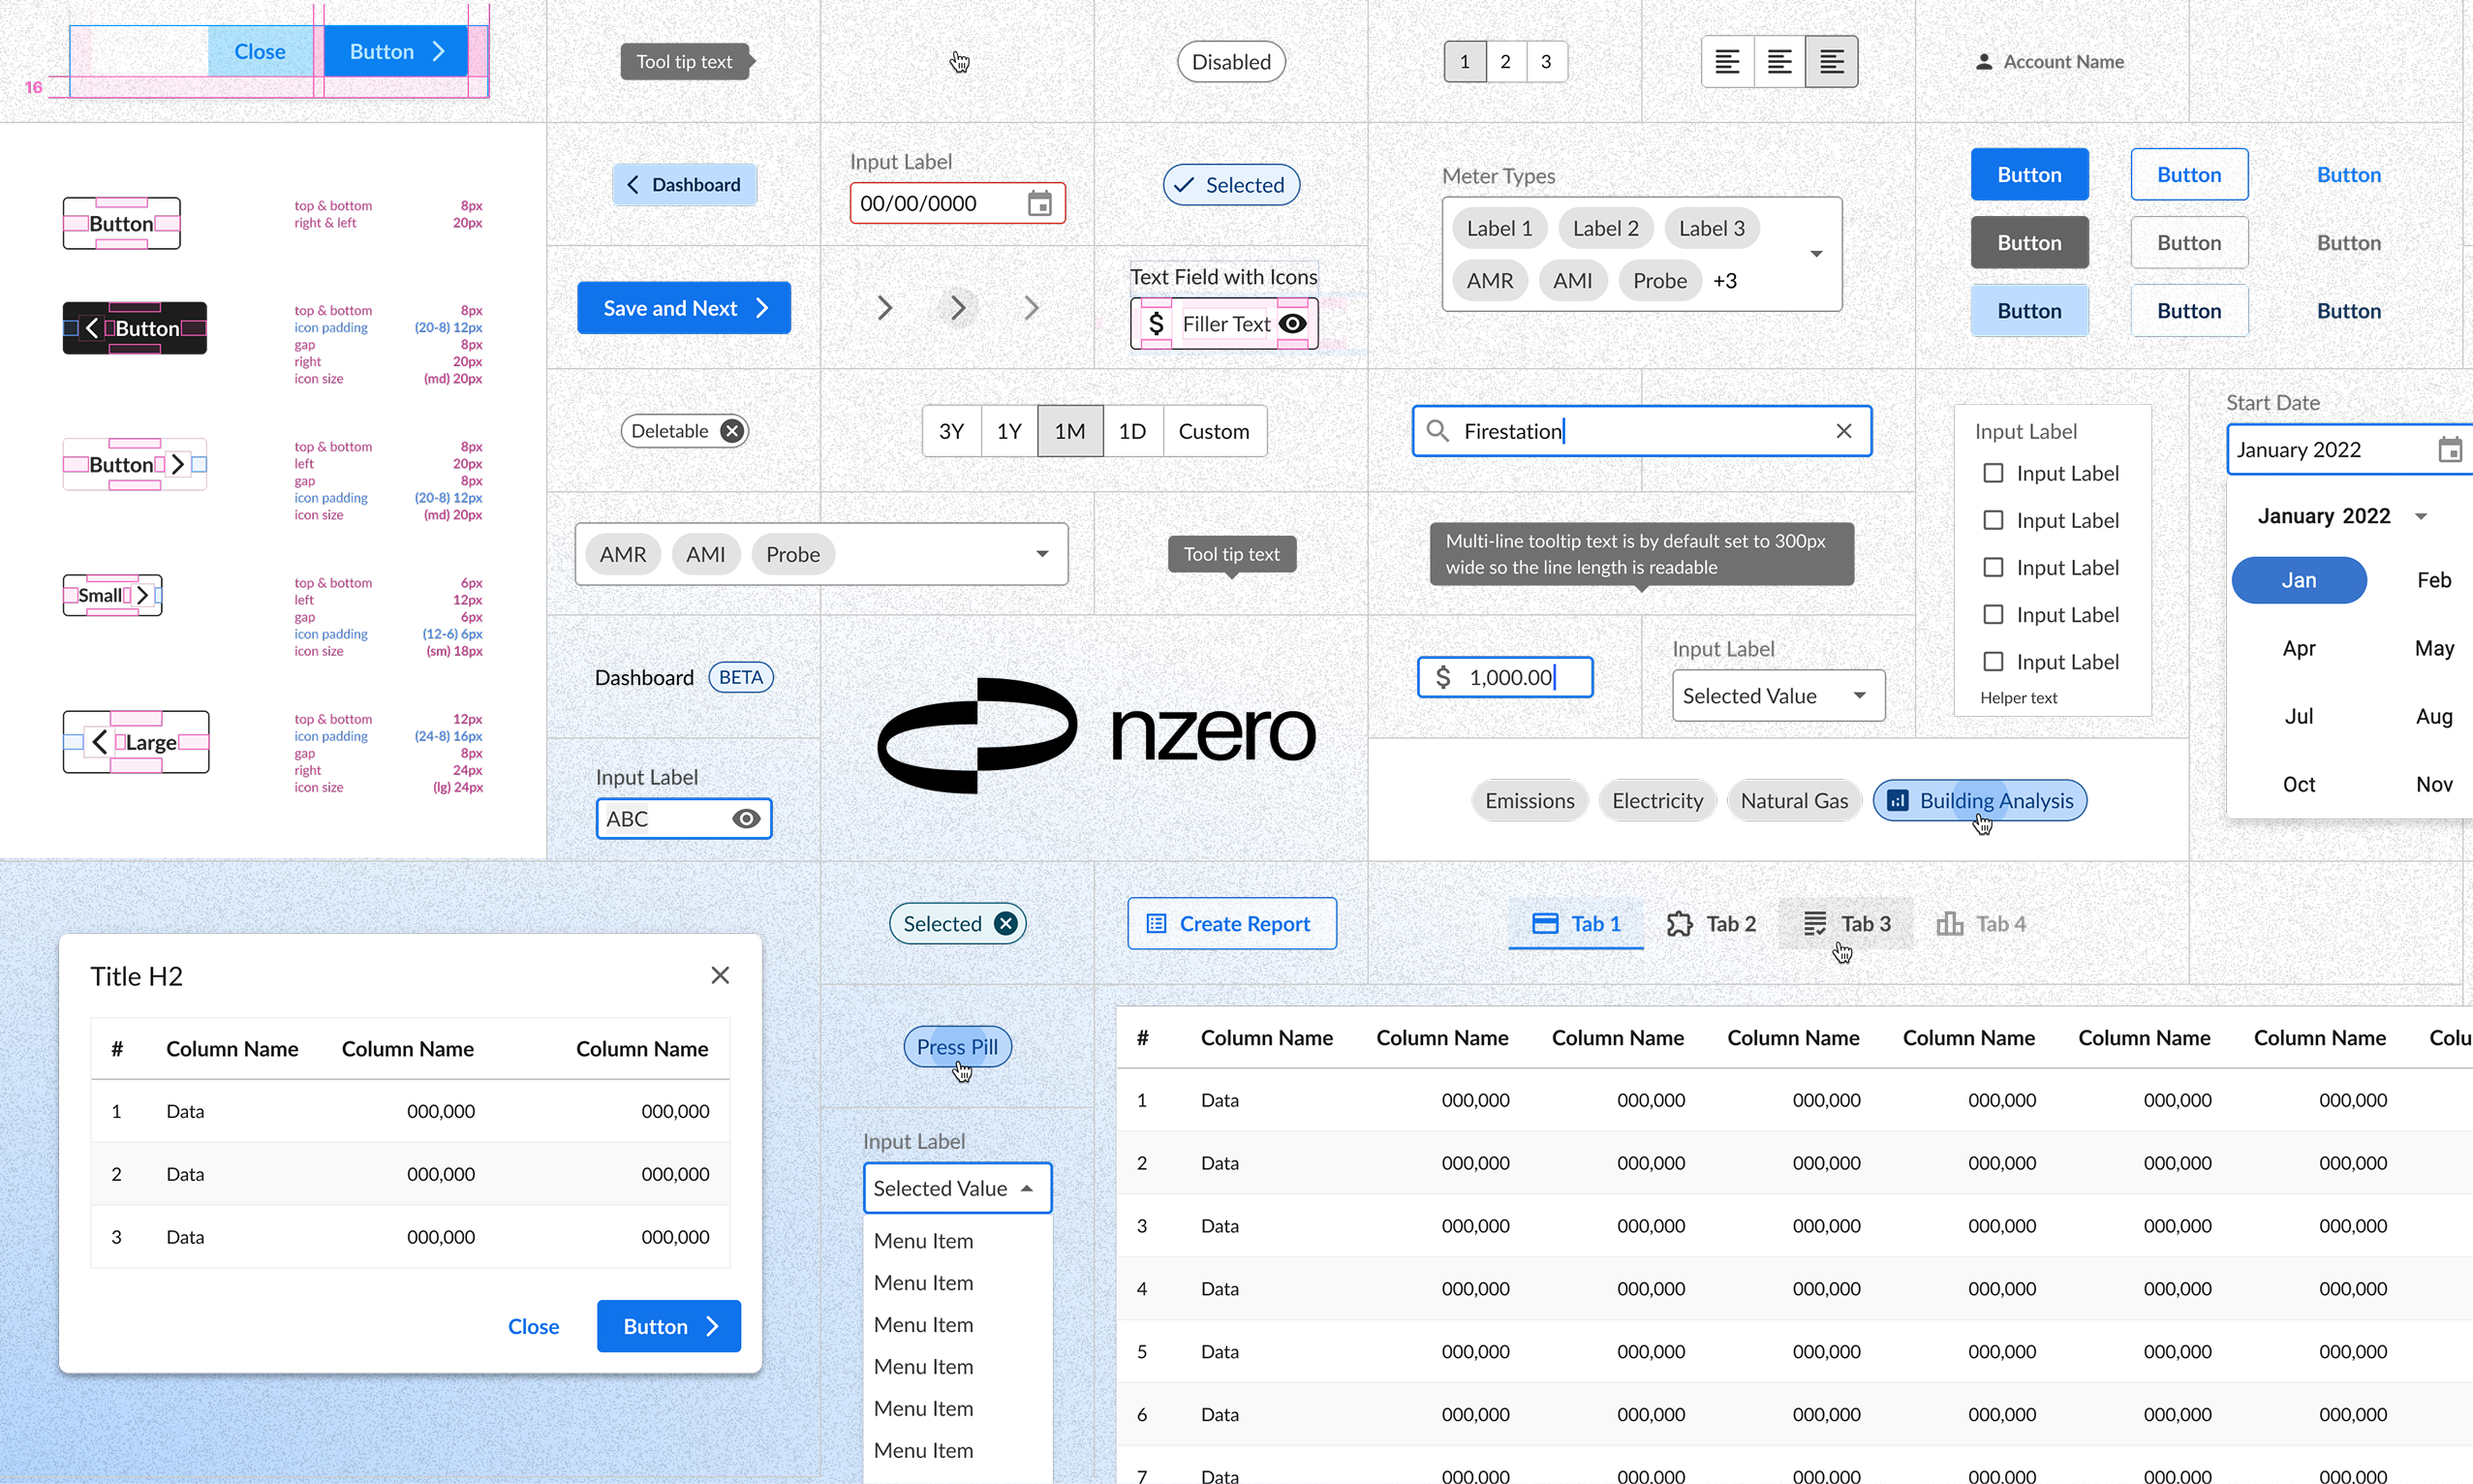 Close
Button
16
Tool tip text
Disabled
1 2 3
Account Name
Button
top & bottom 8px
right & left 20px
Button
top & bottom 8px
icon padding (20-8) 12px
gap 8px
right 20px
icon size (md) 20px
Button
top & bottom 8px
left 20px
gap 8px
icon padding (20-8) 12px
icon size (md) 20px
Small
top & bottom 6px
left 12px
gap 6px
icon padding (12-6) 6px
icon size (sm) 18px
Large
top & bottom 12px
icon padding (24-8) 16px
gap 8px
right 24px
icon size (lg) 24px
Dashboard
Input Label
00/00/0000
Selected
Meter Types
Label 1 Label 2 Label 3
AMR AMI Probe +3
Button Button Button
Button Button Button
Button Button Button
Save and Next
Text Field with Icons
$ Filler Text
Deletable
3Y 1Y 1M 1D Custom
Firestation
Input Label
Input Label
Input Label
Input Label
Input Label
Input Label
Helper text
Start Date
January 2022
January 2022
Jan Feb
Apr May
Jul Aug
Oct Nov
AMR AMI Probe
Tool tip text
Multi-line tooltip text is by default set to 300px
wide so the line length is readable
Dashboard BETA
nzero
$ 1,000.00
Input Label
Selected Value
Input Label
ABC
Emissions Electricity Natural Gas Building Analysis
Selected
Create Report
Tab 1 Tab 2 Tab 3 Tab 4
Title H2
# Column Name Column Name Column Name
1 Data 000,000 000,000
2 Data 000,000 000,000
3 Data 000,000 000,000
Close Button
Press Pill
Input Label
Selected Value
Menu Item
Menu Item
Menu Item
Menu Item
Menu Item
Menu Item
# Column Name Column Name Column Name Column Name Column Name Column Name Column Name Colu
1 Data 000,000 000,000 000,000 000,000 000,000 000,000
2 Data 000,000 000,000 000,000 000,000 000,000 000,000
3 Data 000,000 000,000 000,000 000,000 000,000 000,000
4 Data 000,000 000,000 000,000 000,000 000,000 000,000
5 Data 000,000 000,000 000,000 000,000 000,000 000,000
6 Data 000,000 000,000 000,000 000,000 000,000 000,000
7 Data 000,000 000,000 000,000 000,000 000,000 000,000